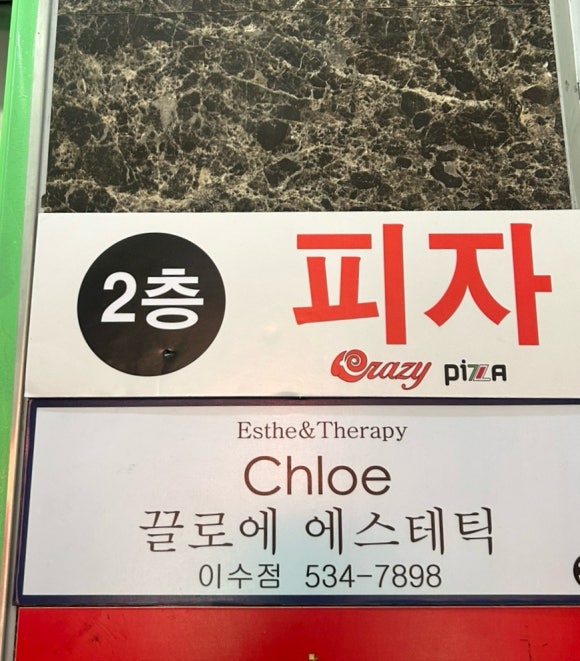 2층
피자
Crazy pizza
Esthe&Therapy
Chloe
끌로에 에스테틱
이수점 534-7898